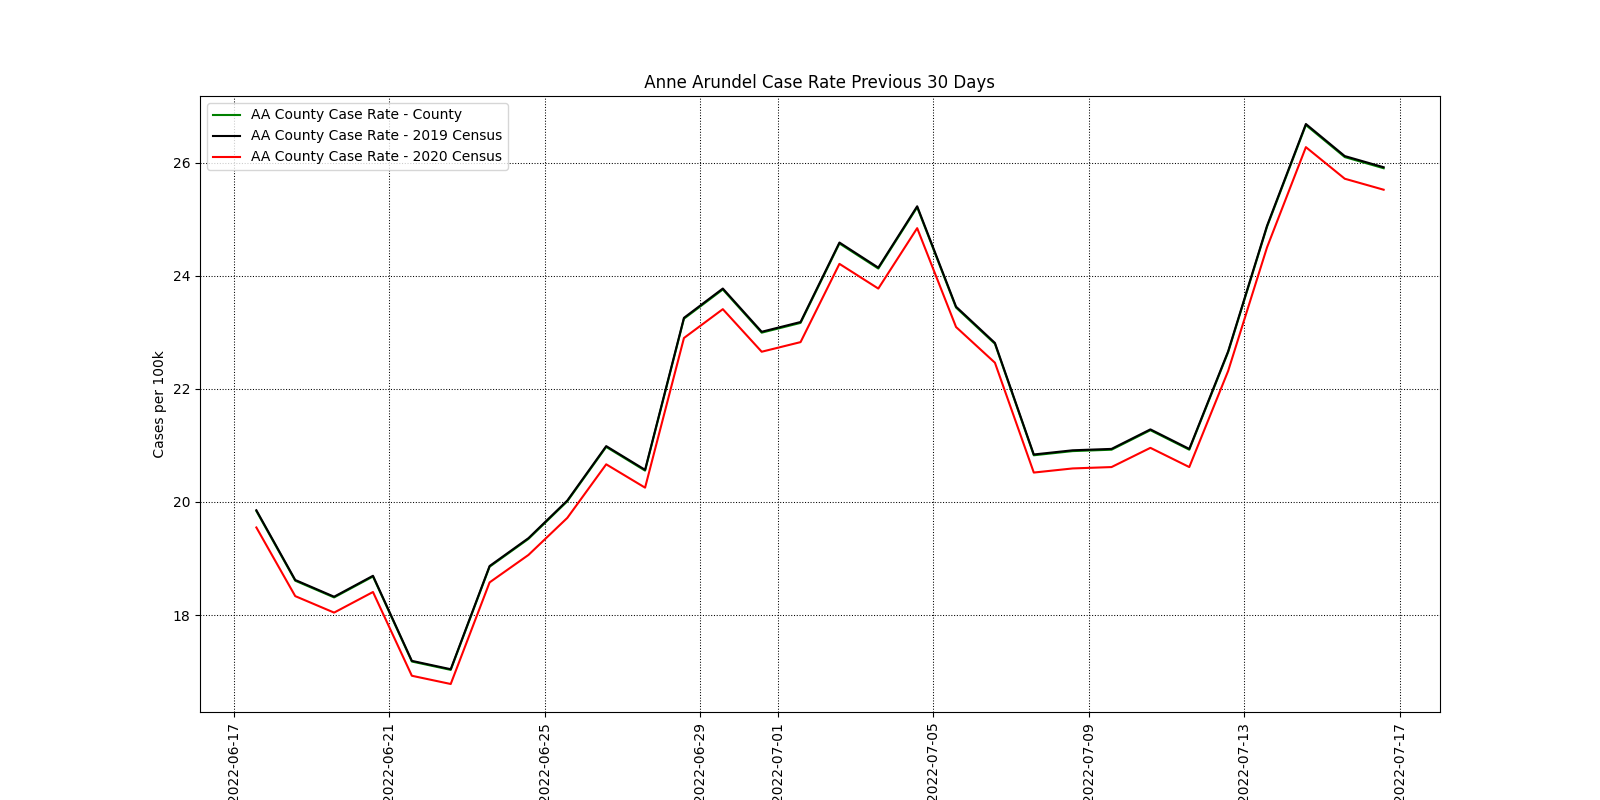 Anne Arundel Case Rate Previous 30 Days
AA County Case Rate - County
AA County Case Rate - 2019 Census
AA County Case Rate - 2020 Census
Cases per 100k
26
24
22
20
18
2022-06-17
2022-06-21
2022-06-25
2022-06-29
2022-07-01
2022-07-05
2022-07-09
2022-07-13
2022-07-17